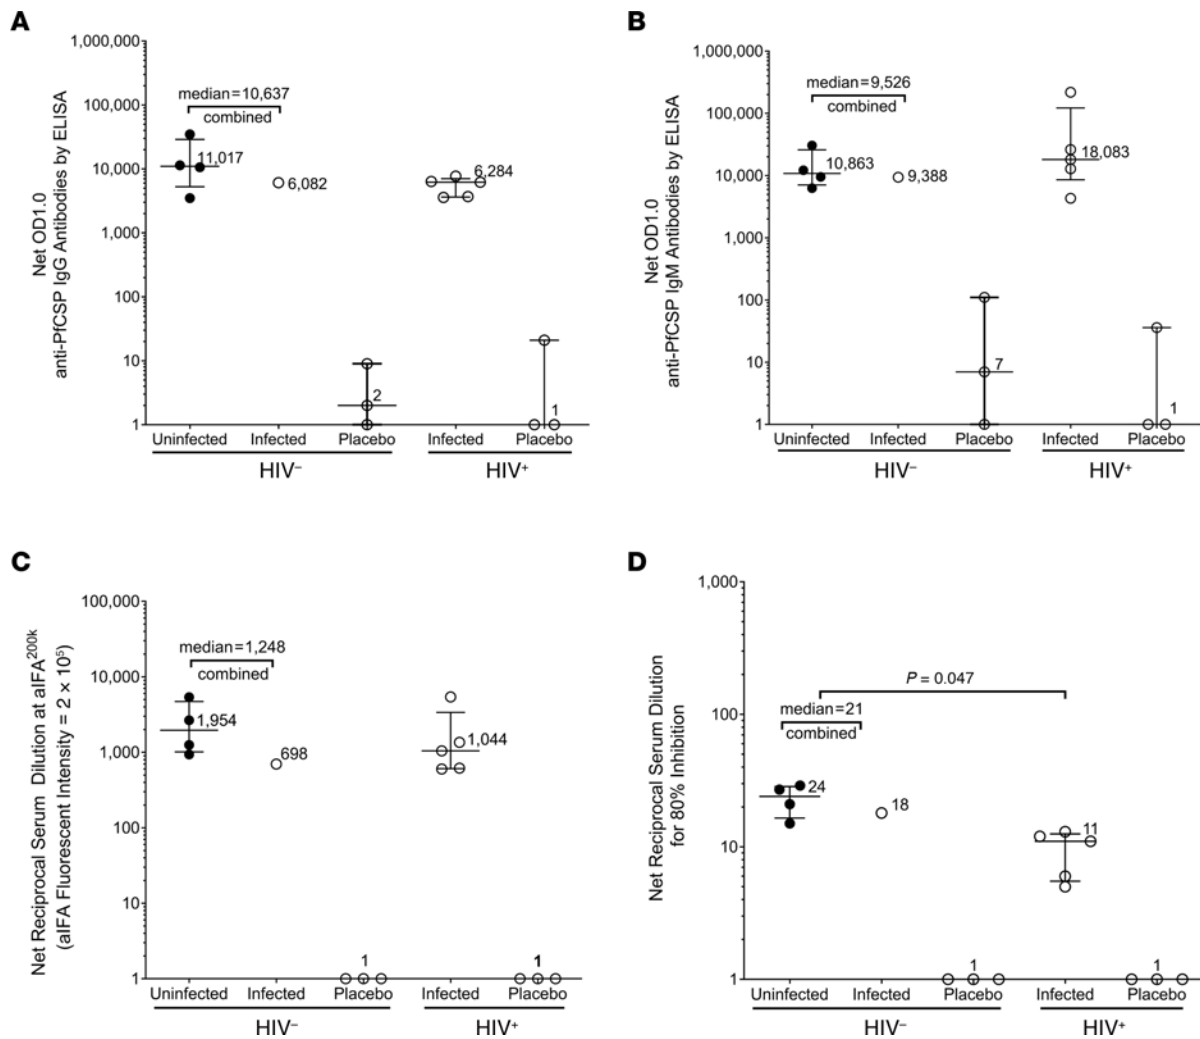 A
Net OD1.0
anti-PfCSP IgG Antibodies by ELISA
1,000,000
100,000
10,000
1,000
100
10
1
median=10,637
combined
11,017
6,082
2
6,284
1
Uninfected Infected Placebo Infected Placebo
HIV– HIV+
B
Net OD1.0
anti-PfCSP IgM Antibodies by ELISA
1,000,000
100,000
10,000
1,000
100
10
1
median=9,526
combined
10,863
9,388
7
18,083
1
Uninfected Infected Placebo Infected Placebo
HIV– HIV+
C
Net Reciprocal Serum Dilution at aIFA200k
(aIFA Fluorescent Intensity = 2 × 10⁵)
100,000
10,000
1,000
100
10
1
median=1,248
combined
1,954
698
1
1,044
1
Uninfected Infected Placebo Infected Placebo
HIV– HIV+
D
Net Reciprocal Serum Dilution
for 80% Inhibition
1,000
100
10
1
P = 0.047
median=21
combined
24
18
1
11
1
Uninfected Infected Placebo Infected Placebo
HIV– HIV+